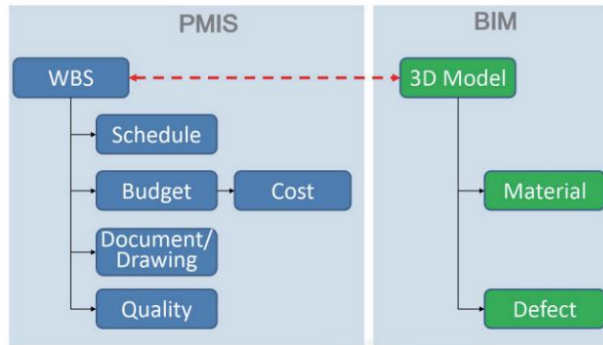 PMIS
BIM
WBS
3D Model
Schedule
Budget
Cost
Material
Document/
Drawing
Quality
Defect